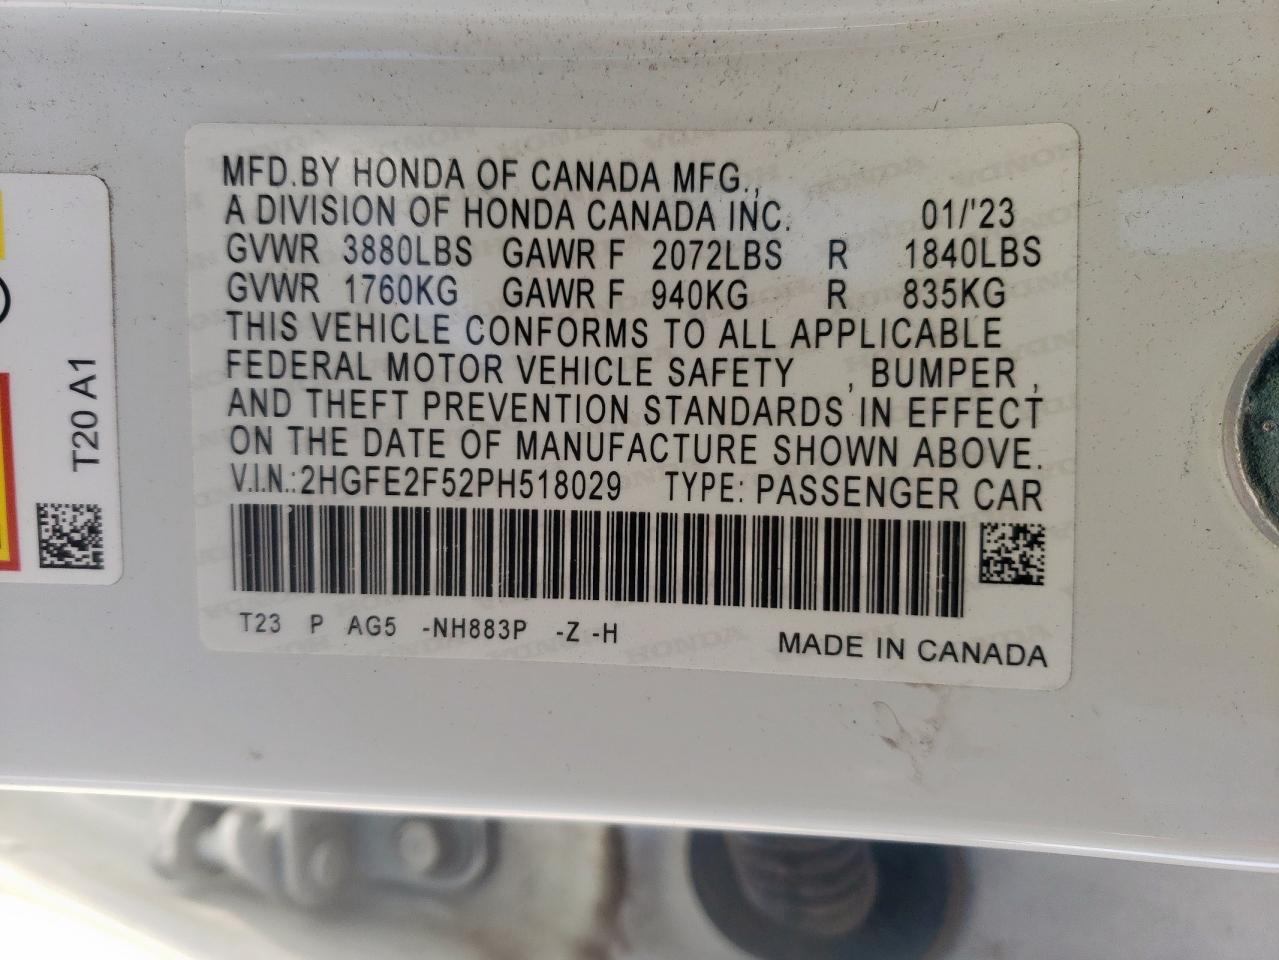 MFD.BY HONDA OF CANADA MFG.,
A DIVISION OF HONDA CANADA INC. 01/'23
GVWR 3880LBS GAWR F 2072LBS R 1840LBS
GVWR 1760KG GAWR F 940KG R 835KG
THIS VEHICLE CONFORMS TO ALL APPLICABLE
FEDERAL MOTOR VEHICLE SAFETY , BUMPER ,
AND THEFT PREVENTION STANDARDS IN EFFECT
ON THE DATE OF MANUFACTURE SHOWN ABOVE.
V.I.N.:2HGFE2F52PH518029 TYPE: PASSENGER CAR
T23 P AG5 -NH883P -Z -H
MADE IN CANADA
T20 A1